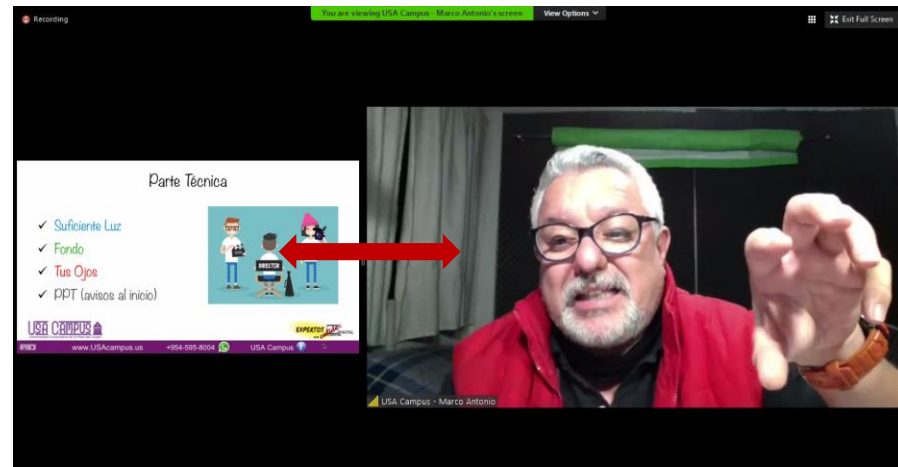 Recording
You are viewing USA Campus - Marco Antonio's screen
View Options
Exit Full Screen
Parte Técnica
✓ Suficiente Luz
✓ Fondo
✓ Tus Ojos
✓ PPT (avisos al inicio)
DIRECTOR
USA CAMPUS
EXPERTOS
www.USAcampus.us
+954-595-8004
USA Campus
USA Campus - Marco Antonio